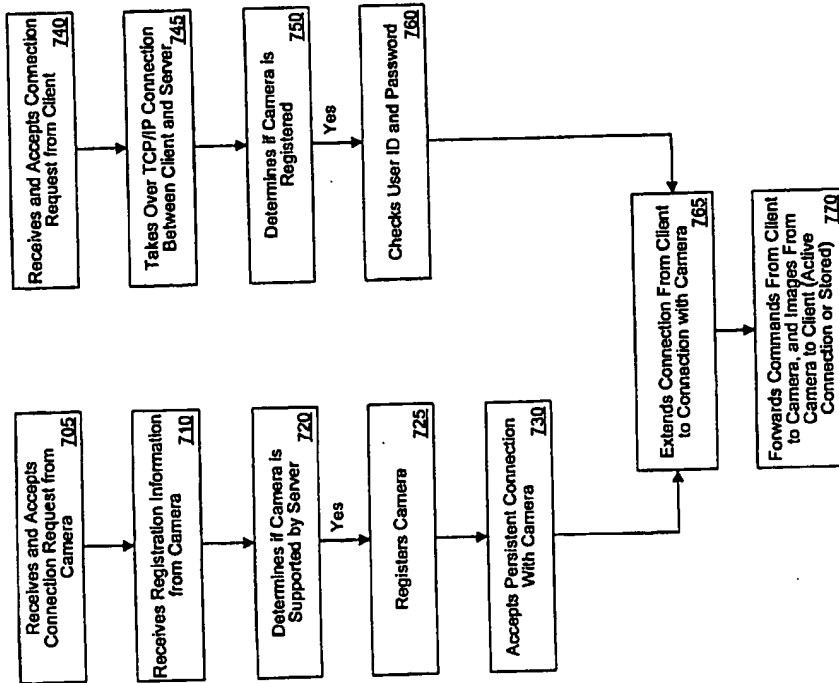 Receives and Accepts
Connection Request from
Camera
705
Receives Registration Information
from Camera
710
Determines if Camera is
Supported by Server
720
Yes
Registers Camera
725
Accepts Persistent Connection
With Camera
730
Receives and Accepts Connection
Request from Client
740
Takes Over TCP/IP Connection
Between Client and Server
745
Determines if Camera is
Registered
750
Yes
Checks User ID and Password
760
Extends Connection From Client
to Connection with Camera
765
Forwards Commands From Client
to Camera, and Images From
Camera to Client (Active
Connection or Stored)
770